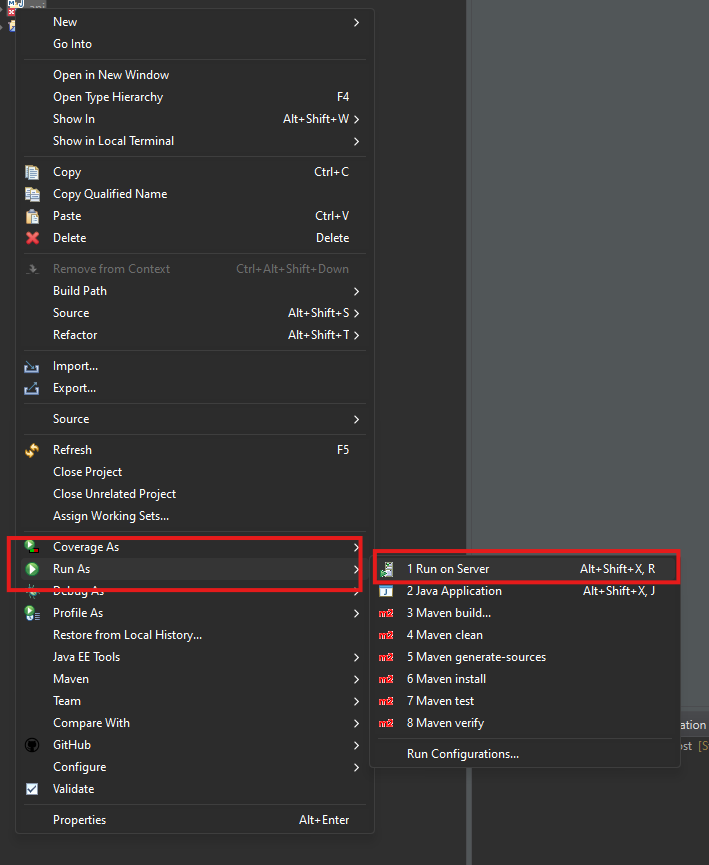 New
Go Into
Open in New Window
Open Type Hierarchy F4
Show In Alt+Shift+W
Show in Local Terminal
Copy Ctrl+C
Copy Qualified Name
Paste Ctrl+V
Delete Delete
Remove from Context Ctrl+Alt+Shift+Down
Build Path
Source Alt+Shift+S
Refactor Alt+Shift+T
Import...
Export...
Source
Refresh F5
Close Project
Close Unrelated Project
Assign Working Sets...
Coverage As
Run As
Debug As
Profile As
Restore from Local History...
Java EE Tools
Maven
Team
Compare With
GitHub
Configure
Validate
Properties Alt+Enter
1 Run on Server Alt+Shift+X, R
2 Java Application Alt+Shift+X, J
3 Maven build...
4 Maven clean
5 Maven generate-sources
6 Maven install
7 Maven test
8 Maven verify
Run Configurations...